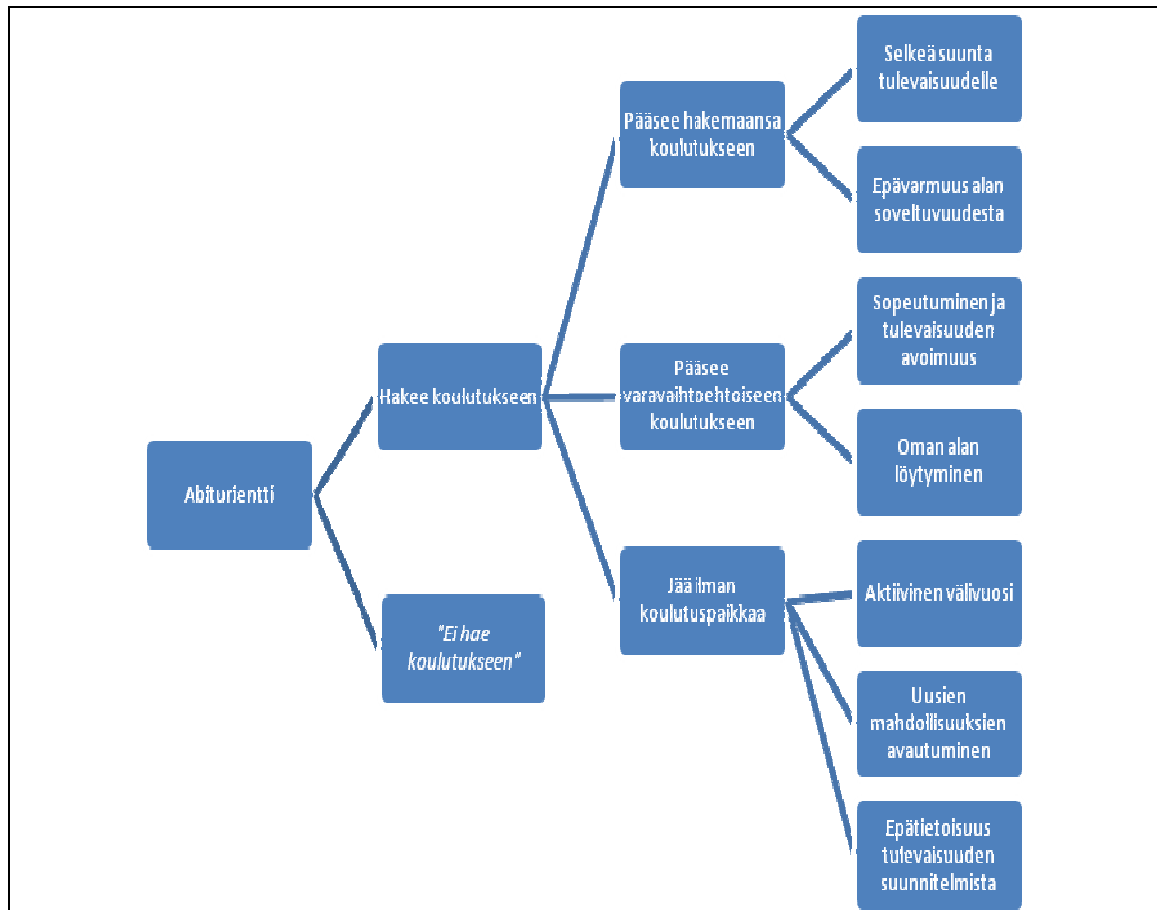 Abiturientti
Hakee koulutukseen
"Ei hae
koulutukseen"
Pääsee hakemaansa
koulutukseen
Pääsee
varavaihtoehtoiseen
koulutukseen
Jää ilman
koulutuspaikkaa
Selkeä suunta
tulevaisuudelle
Epävarmuus alan
soveltuvuudesta
Sopeutuminen ja
tulevaisuuden
avoimuus
Oman alan
löytyminen
Aktiivinen välivuosi
Uusien
mahdollisuuksien
avautuminen
Epätietoisuus
tulevaisuuden
suunnitelmista